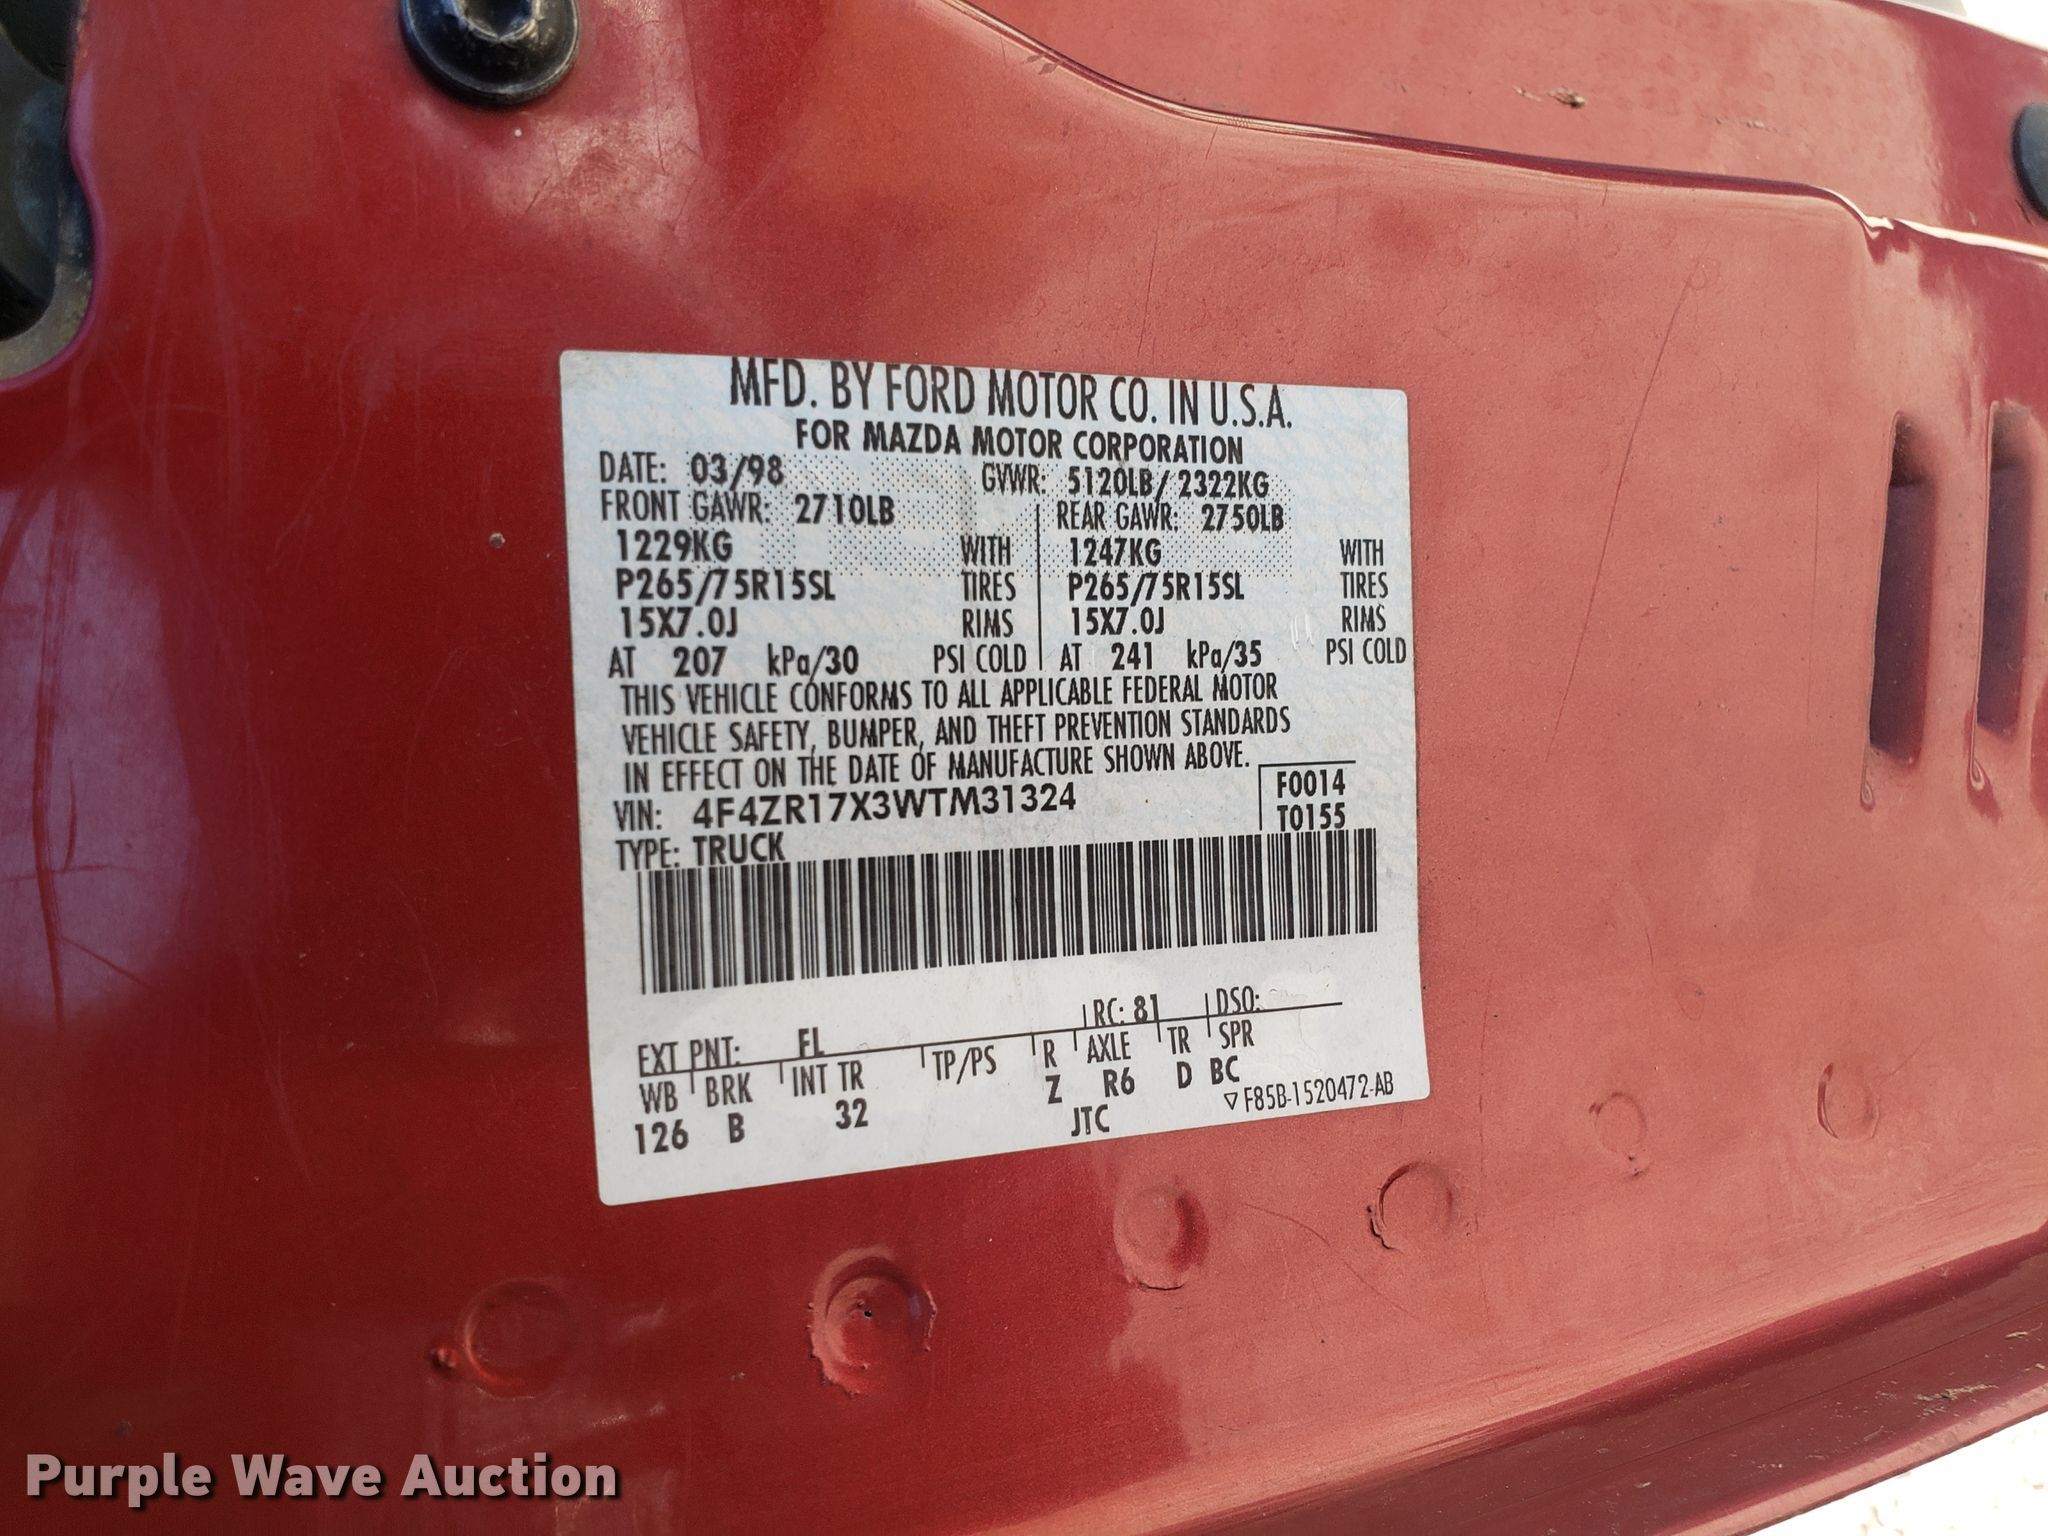 MFD. BY FORD MOTOR CO. IN U.S.A.
FOR MAZDA MOTOR CORPORATION
DATE: 03/98 GVWR: 5120LB/ 2322KG
FRONT GAWR: 2710LB REAR GAWR: 2750LB
1229KG WITH 1247KG WITH
P265/75R15SL TIRES P265/75R15SL TIRES
15X7.0J RIMS 15X7.0J RIMS
AT 207 kPa/30 PSI COLD AT 241 kPa/35 PSI COLD
THIS VEHICLE CONFORMS TO ALL APPLICABLE FEDERAL MOTOR
VEHICLE SAFETY, BUMPER, AND THEFT PREVENTION STANDARDS
IN EFFECT ON THE DATE OF MANUFACTURE SHOWN ABOVE.
VIN: 4F4ZR17X3WTM31324 F0014
TYPE: TRUCK T0155
EXT PNT: FL RC: 81 DSO:
WB BRK INT TR TP/PS R AXLE TR SPR
126 B 32 Z R6 D BC
JTC ▽F85B-1520472-AB
Purple Wave Auction